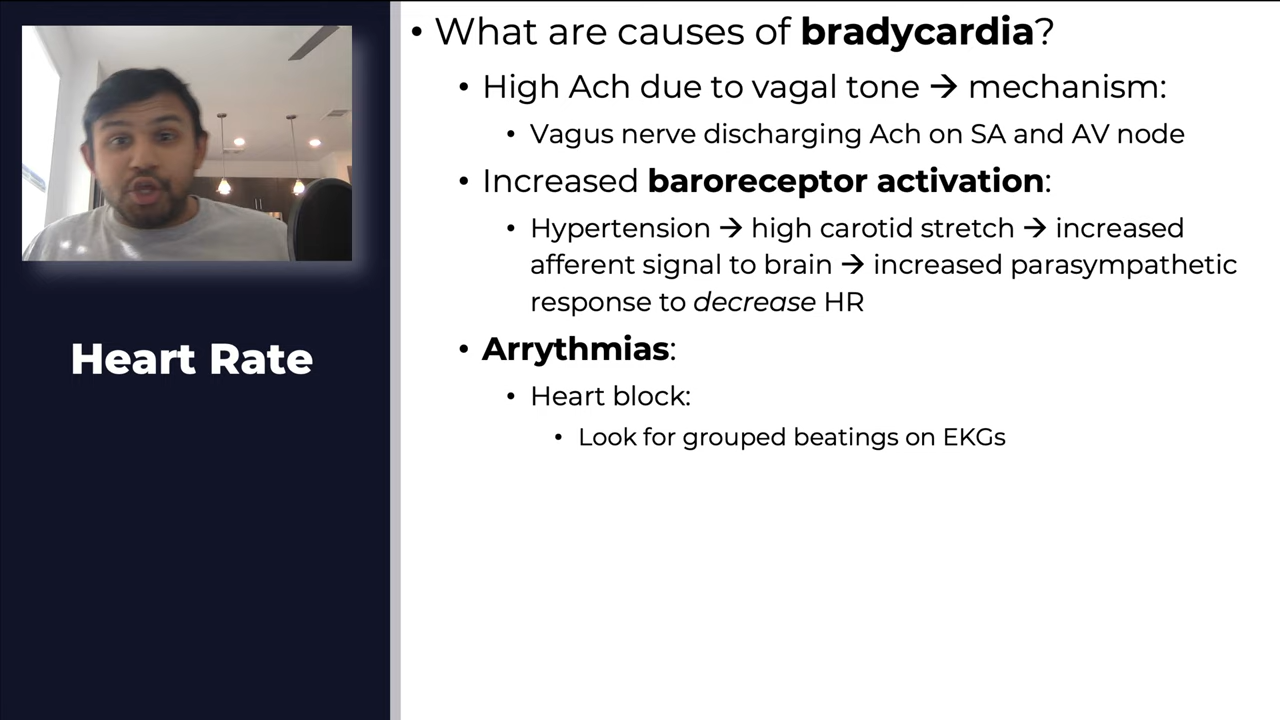 Heart Rate
• What are causes of bradycardia?
• High Ach due to vagal tone → mechanism:
• Vagus nerve discharging Ach on SA and AV node
• Increased baroreceptor activation:
• Hypertension → high carotid stretch → increased
afferent signal to brain → increased parasympathetic
response to decrease HR
• Arrythmias:
• Heart block:
• Look for grouped beatings on EKGs